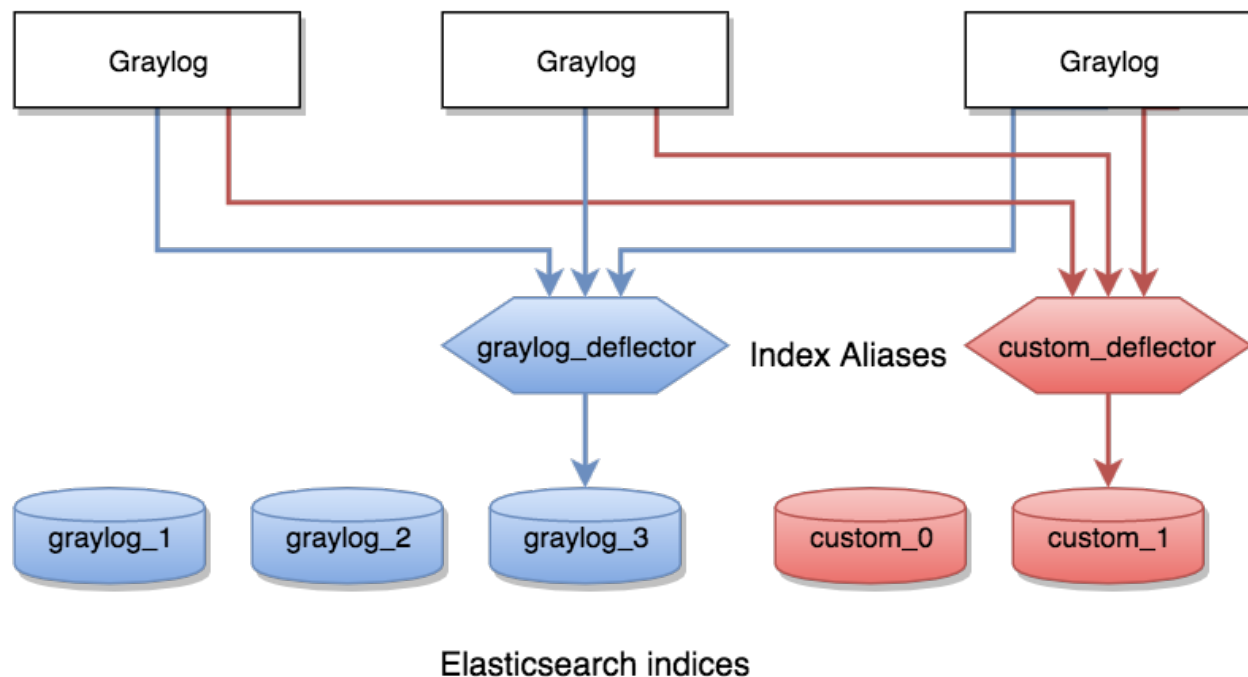 Graylog
Graylog
Graylog
graylog_deflector
Index Aliases
custom_deflector
graylog_1
graylog_2
graylog_3
custom_0
custom_1
Elasticsearch indices